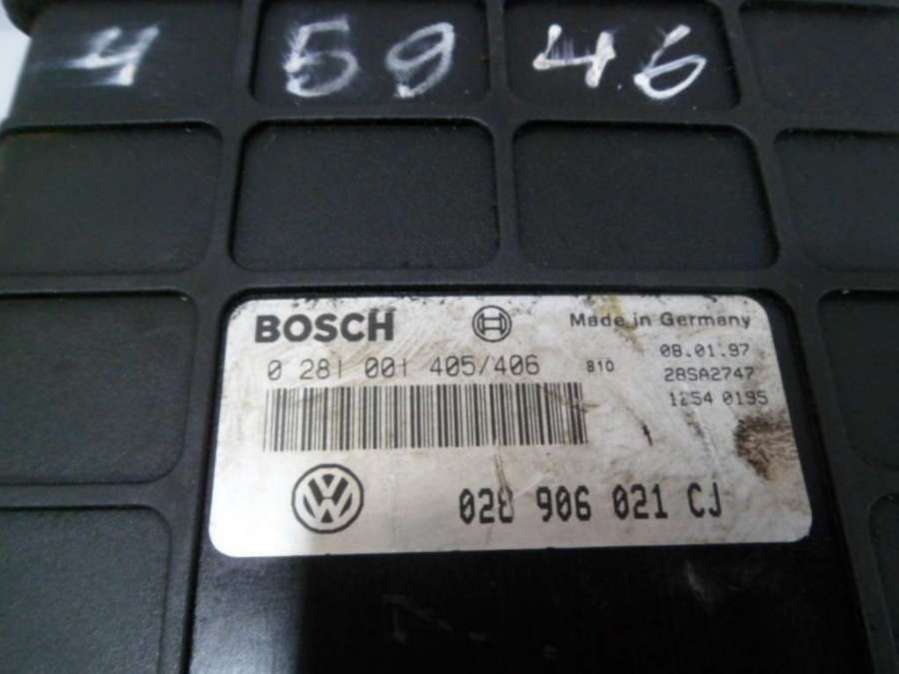 4 59 46
BOSCH Made in Germany
0 281 001 405/406 810 08.01.97
28SA2747
1254 0195
028 906 021 CJ